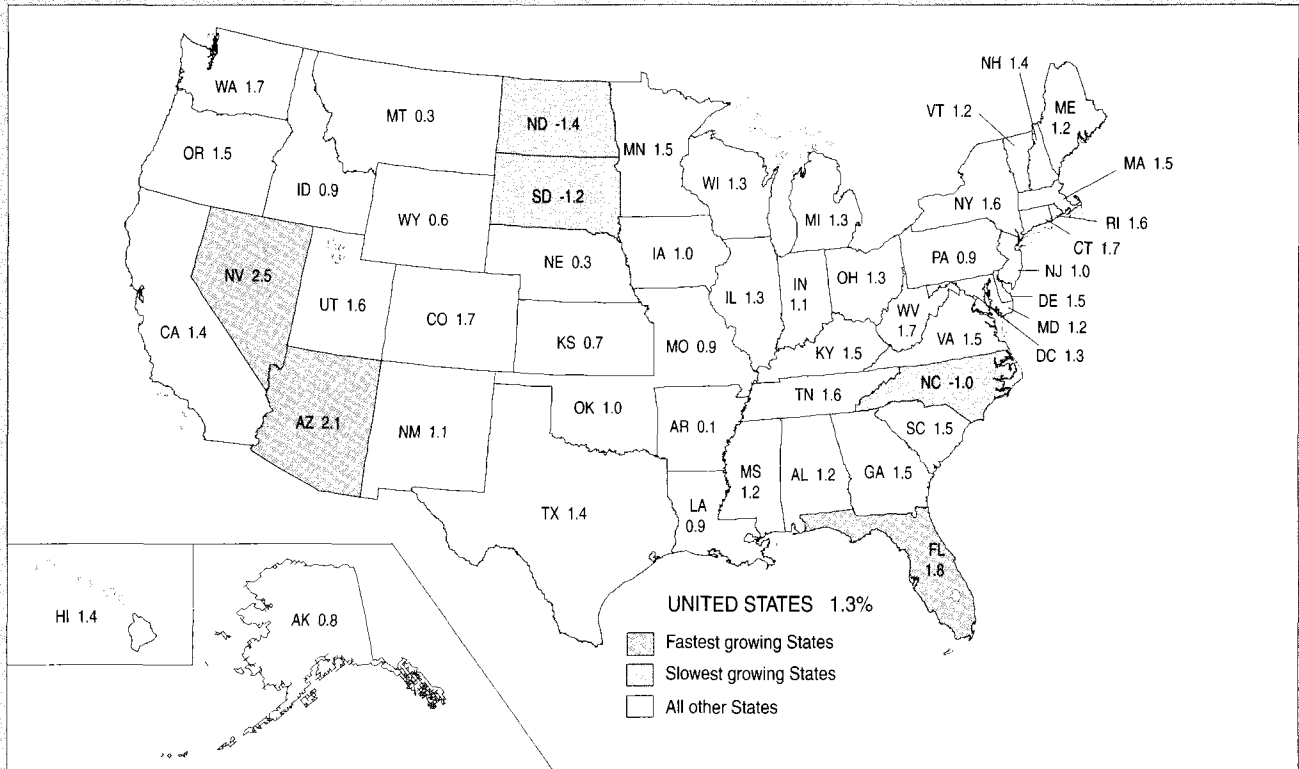 WA 1.7
MT 0.3
ND -1.4
OR 1.5
ID 0.9
WY 0.6
SD -1.2
MN 1.5
WI 1.3
MI 1.3
NH 1.4
VT 1.2
ME
1.2
MA 1.5
NY 1.6
RI 1.6
CT 1.7
PA 0.9
NJ 1.0
DE 1.5
MD 1.2
DC 1.3
NV 2.5
UT 1.6
CA 1.4
CO 1.7
NE 0.3
IA 1.0
KS 0.7
MO 0.9
IL 1.3
IN
1.1
OH 1.3
WV
1.7
VA 1.5
KY 1.5
NC -1.0
TN 1.6
SC 1.5
AZ 2.1
NM 1.1
OK 1.0
AR 0.1
MS
1.2
AL 1.2
GA 1.5
TX 1.4
LA
0.9
FL
1.8
HI 1.4
AK 0.8
UNITED STATES 1.3%
Fastest growing States
Slowest growing States
All other States